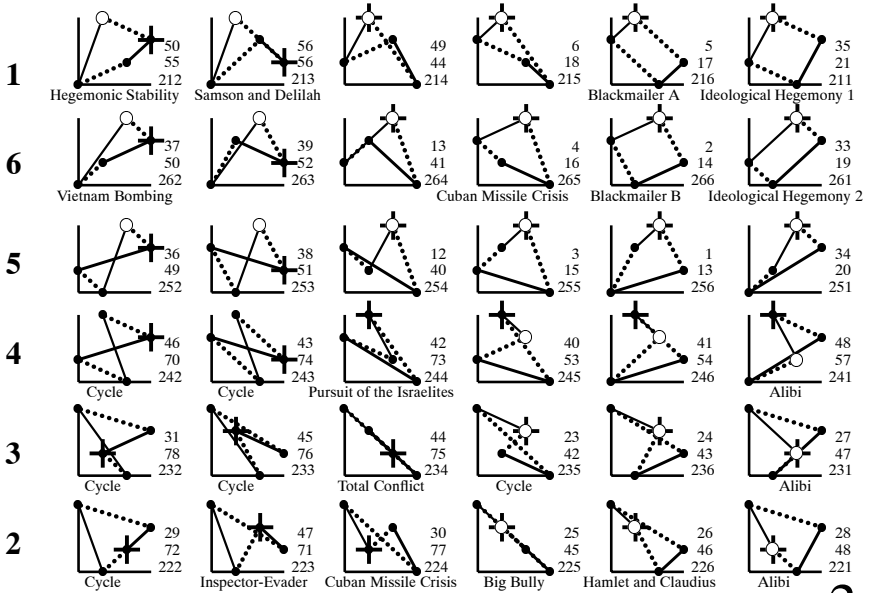 50 56 49 6 5 35
1 55 56 44 18 17 21
212 213 214 215 216 211
Hegemonic Stability Samson and Delilah Blackmailer A Ideological Hegemony 1
37 39 13 4 2 33
6 50 52 41 16 14 19
262 263 264 265 266 261
Vietnam Bombing Cuban Missile Crisis Blackmailer B Ideological Hegemony 2
36 38 12 3 1 34
5 49 51 40 15 13 20
252 253 254 255 256 251
46 43 42 40 41 48
4 70 74 73 53 54 57
242 243 244 245 246 241
Cycle Cycle Pursuit of the Israelites Alibi
31 45 44 23 24 27
3 78 76 75 42 43 47
232 233 234 235 236 231
Cycle Cycle Total Conflict Cycle Alibi
29 47 30 25 26 28
2 72 71 77 45 46 48
222 223 224 225 226 221
Cycle Inspector-Evader Cuban Missile Crisis Big Bully Hamlet and Claudius Alibi